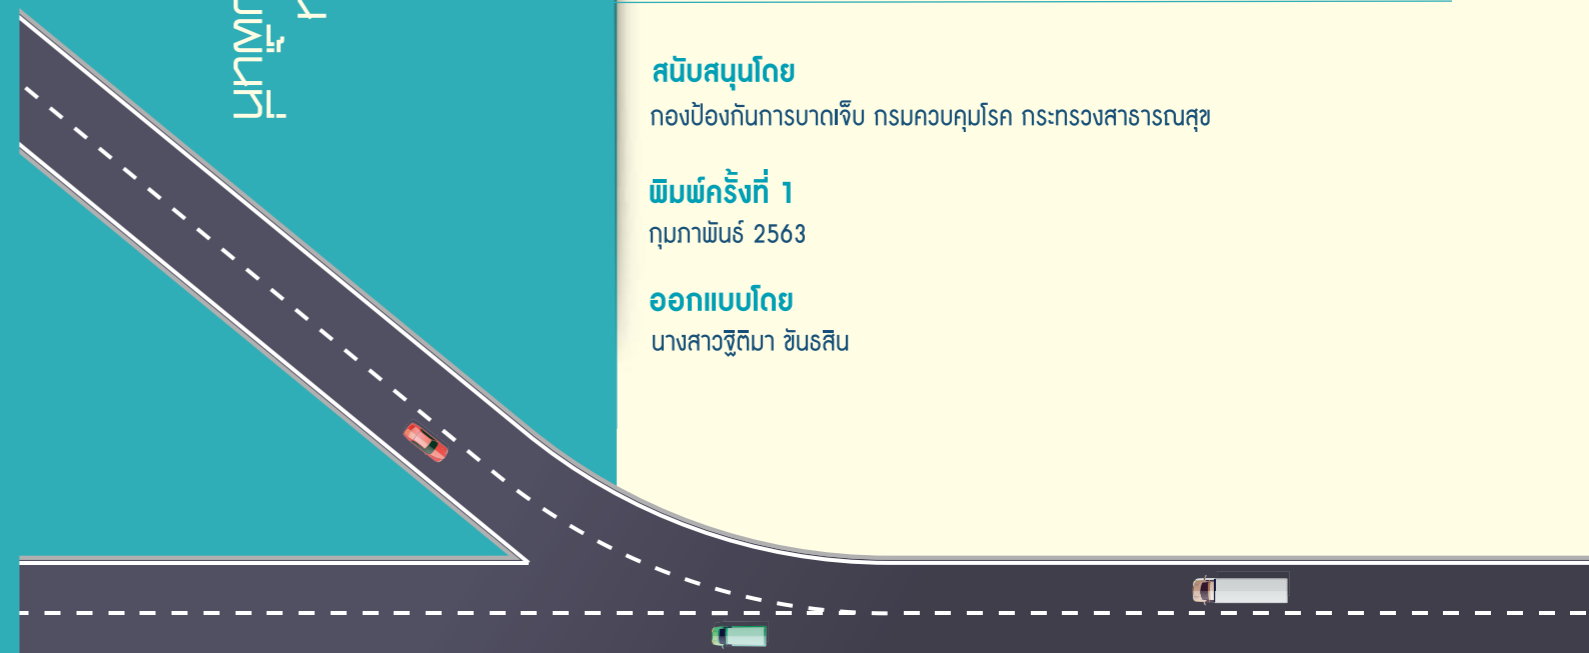 สนับสนุนโดย
กองป้องกันการบาดเจ็บ กรมควบคุมโรค กระทรวงสาธารณสุข
พิมพ์ครั้งที่ 1
กุมภาพันธ์ 2563
ออกแบบโดย
นางสาวฐิติมา ขันธสิน